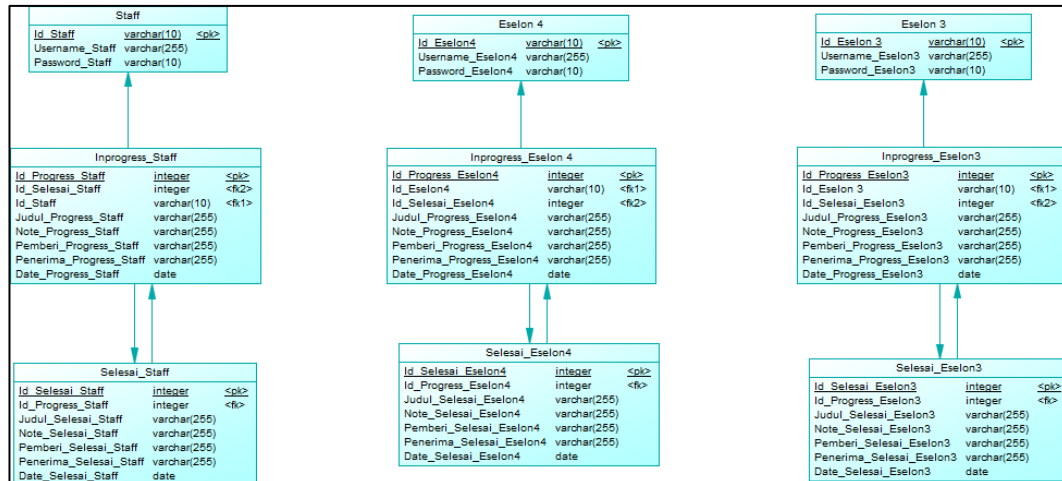 Staff
Id_Staff varchar(10) <pk>
Username_Staff varchar(255)
Password_Staff varchar(10)
Eselon 4
Id_Eselon4 varchar(10) <pk>
Username_Eselon4 varchar(255)
Password_Eselon4 varchar(10)
Eselon 3
Id_Eselon 3 varchar(10) <pk>
Username_Eselon3 varchar(255)
Password_Eselon3 varchar(10)
Inprogress_Staff
Id_Progress_Staff integer <pk>
Id_Selesai_Staff integer <fk2>
Id_Staff varchar(10) <fk1>
Judul_Progress_Staff varchar(255)
Note_Progress_Staff varchar(255)
Pemberi_Progress_Staff varchar(255)
Penerima_Progress_Staff varchar(255)
Date_Progress_Staff date
Inprogress_Eselon 4
Id_Progress_Eselon4 integer <pk>
Id_Eselon4 varchar(10) <fk1>
Id_Selesai_Eselon4 integer <fk2>
Judul_Progress_Eselon4 varchar(255)
Note_Progress_Eselon4 varchar(255)
Pemberi_Progress_Eselon4 varchar(255)
Penerima_Progress_Eselon4 varchar(255)
Date_Progress_Eselon4 date
Inprogress_Eselon3
Id_Progress_Eselon3 integer <pk>
Id_Eselon 3 varchar(10) <fk1>
Id_Selesai_Eselon3 integer <fk2>
Judul_Progress_Eselon3 varchar(255)
Note_Progress_Eselon3 varchar(255)
Pemberi_Progress_Eselon3 varchar(255)
Penerima_Progress_Eselon3 varchar(255)
Date_Progress_Eselon3 date
Selesai_Staff
Id_Selesai_Staff integer <pk>
Id_Progress_Staff integer <fk>
Judul_Selesai_Staff varchar(255)
Note_Selesai_Staff varchar(255)
Pemberi_Selesai_Staff varchar(255)
Penerima_Selesai_Staff varchar(255)
Date_Selesai_Staff date
Selesai_Eselon4
Id_Selesai_Eselon4 integer <pk>
Id_Progress_Eselon4 integer <fk>
Judul_Selesai_Eselon4 varchar(255)
Note_Selesai_Eselon4 varchar(255)
Pemberi_Selesai_Eselon4 varchar(255)
Penerima_Selesai_Eselon4 varchar(255)
Date_Selesai_Eselon4 date
Selesai_Eselon3
Id_Selesai_Eselon3 integer <pk>
Id_Progress_Eselon3 integer <fk>
Judul_Selesai_Eselon3 varchar(255)
Note_Selesai_Eselon3 varchar(255)
Pemberi_Selesai_Eselon3 varchar(255)
Penerima_Selesai_Eselon3 varchar(255)
Date_Selesai_Eselon3 date